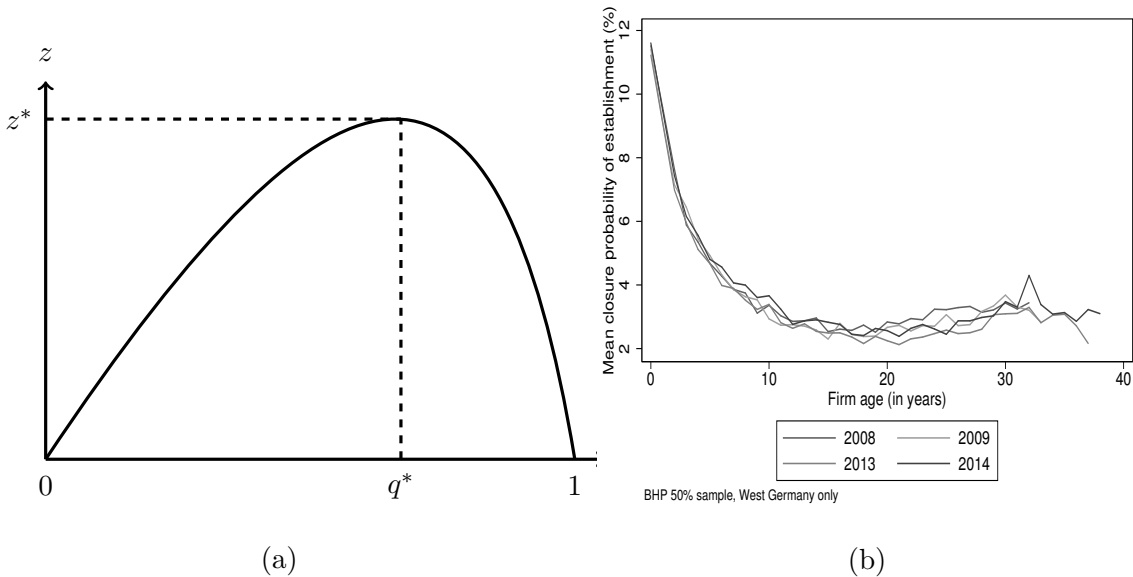 z
z*
0
q*
1
(a)
Mean closure probability of establishment (%)
12
10
8
6
4
2
0
10
20
30
40
Firm age (in years)
2008
2009
2013
2014
BHP 50% sample, West Germany only
(b)